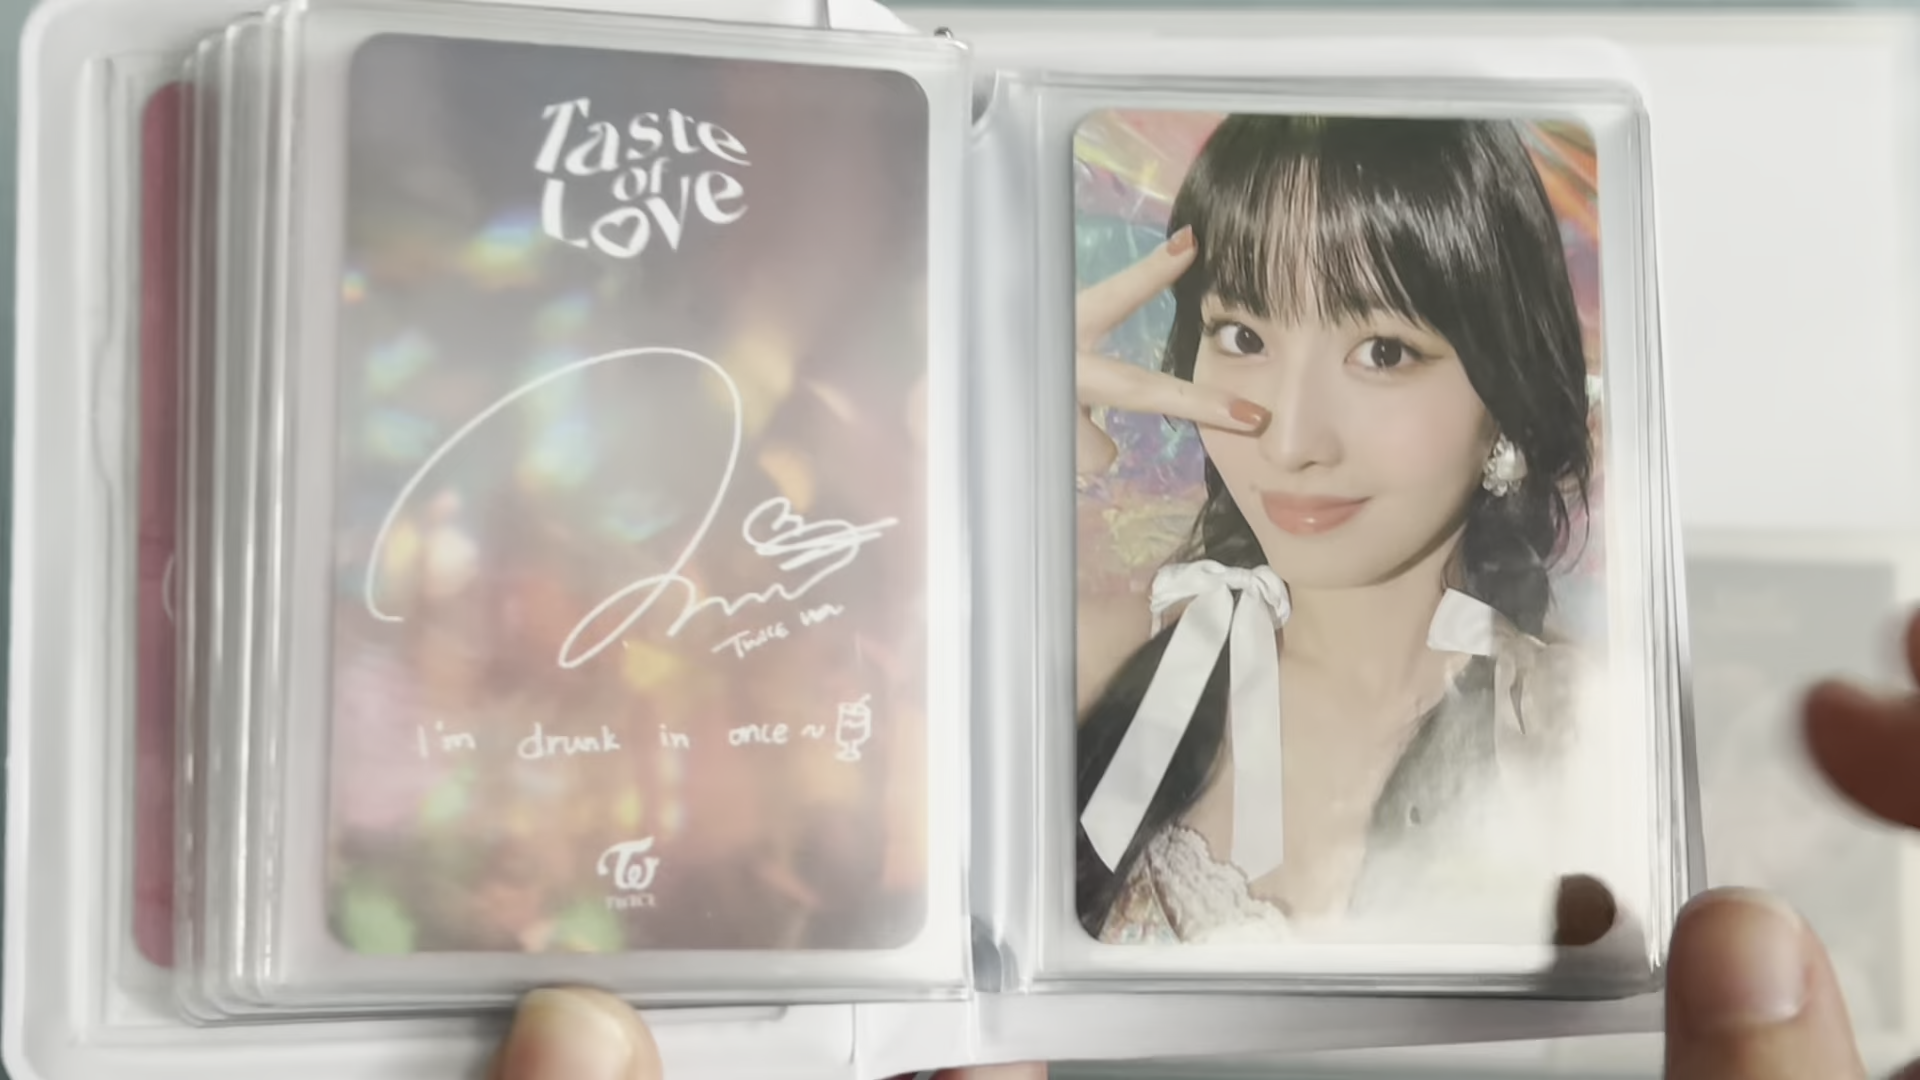 Taste
of
Love
TWICE
I'm drunk in once ~
TWICE